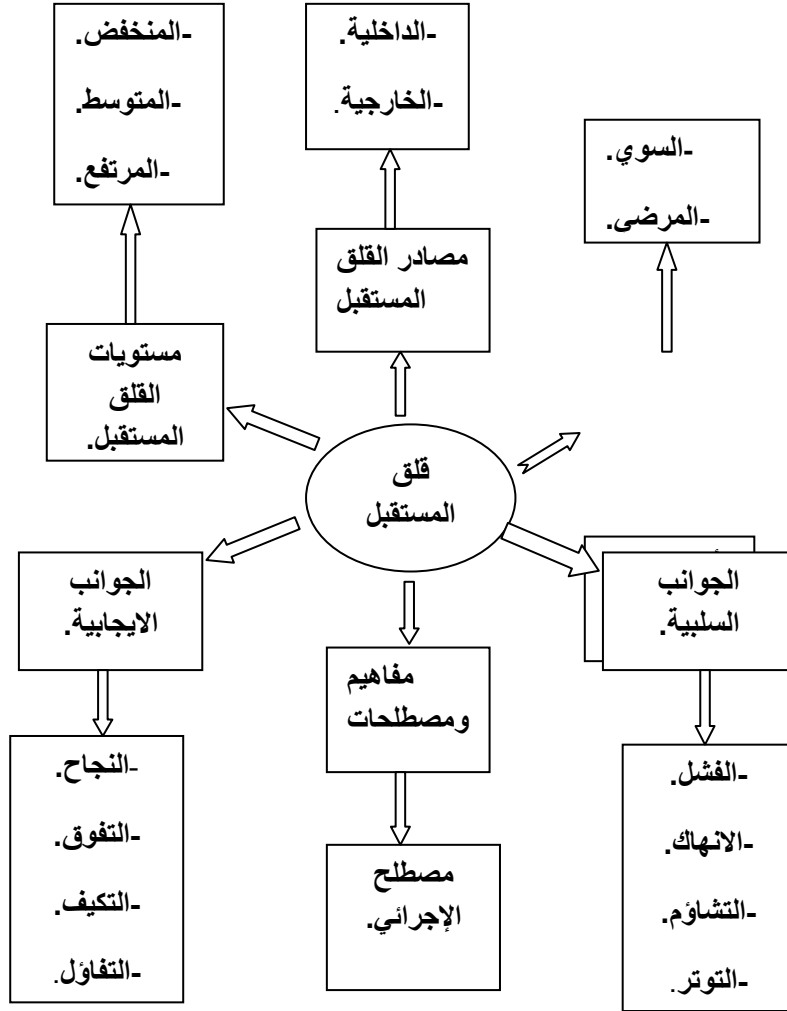 -المنخفض.
-المتوسط.
-المرتفع.
-الداخلية.
-الخارجية.
-السوي.
-المرضى.
مصادر القلق
المستقبل
مستويات
القلق
المستقبل.
قلق
المستقبل
الجوانب
الايجابية.
مفاهيم
ومصطلحات
الجوانب
السلبية.
-النجاح.
-التفوق.
-التكيف.
-التفاؤل.
مصطلح
الإجرائي.
-الفشل.
-الانهاك.
-التشاؤم.
-التوتر.